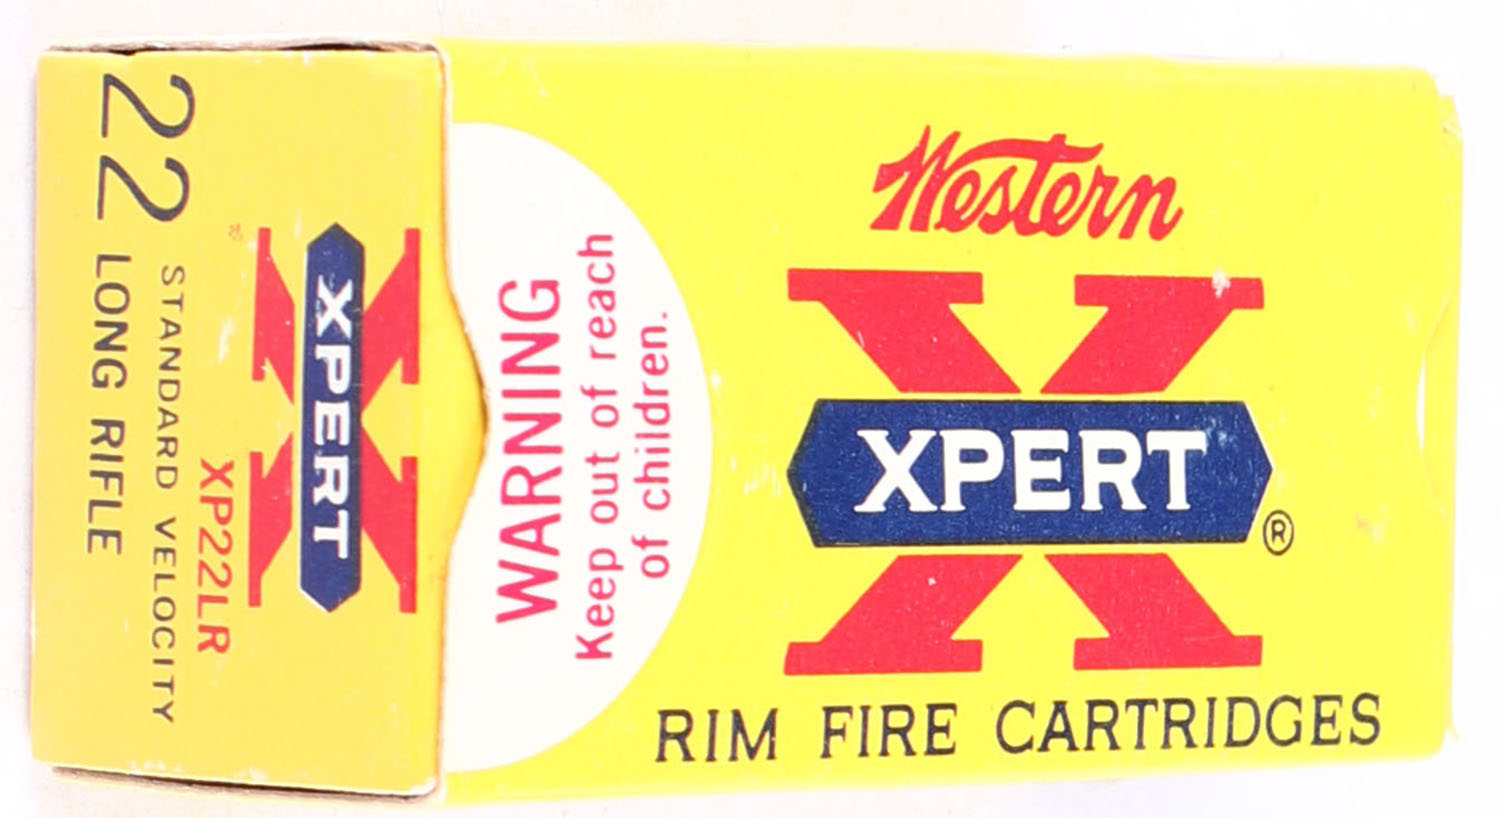 22 LONG RIFLE
STANDARD VELOCITY
XP22LR
XPERT
WARNING
Keep out of reach
of children.
Western
X
XPERT
®
RIM FIRE CARTRIDGES